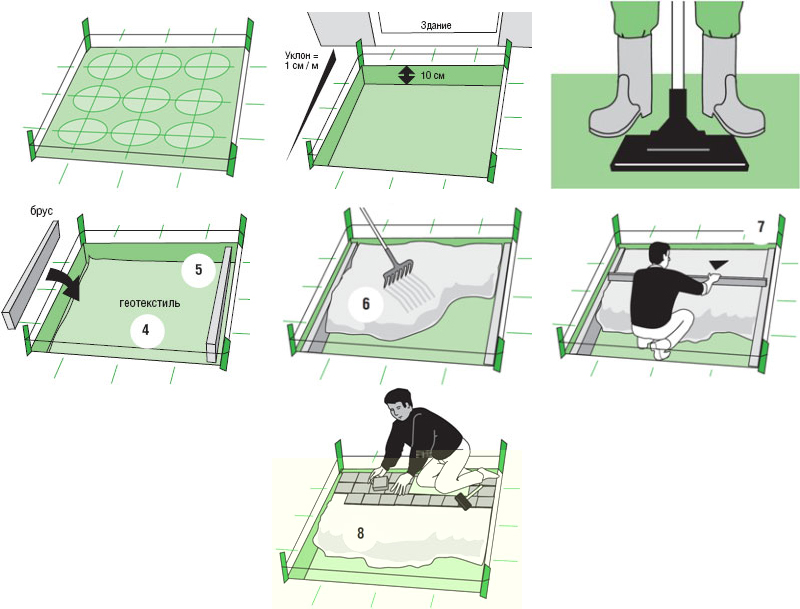 Здание
Уклон =
1 см / м
10 см
брус
5
геотекстиль
4
6
7
8